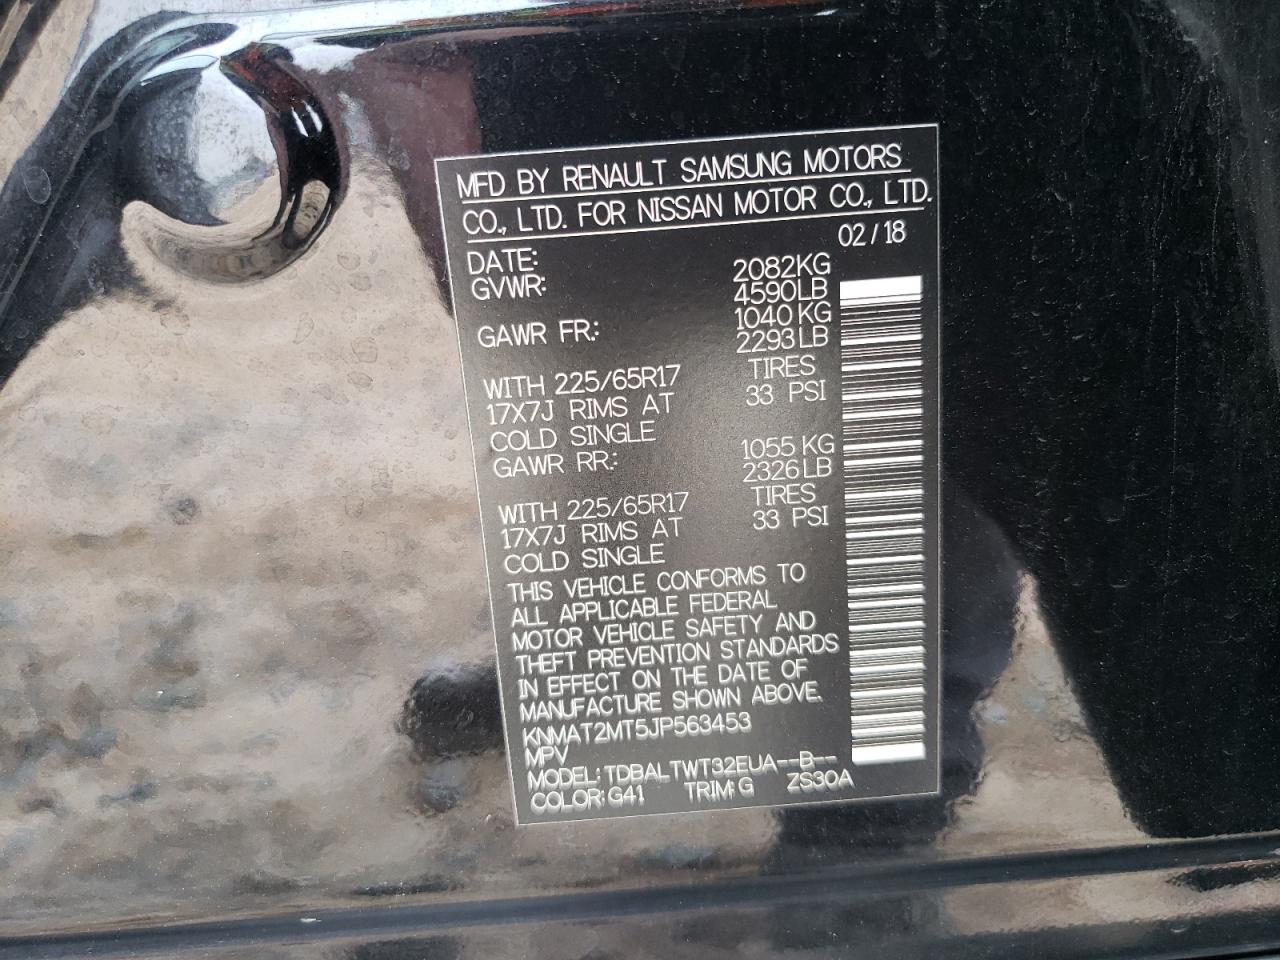 MFD BY RENAULT SAMSUNG MOTORS
CO., LTD. FOR NISSAN MOTOR CO., LTD.
DATE: 02/18
GVWR: 2082KG
4590LB
GAWR FR: 1040KG
2293LB
WITH 225/65R17 TIRES
17X7J RIMS AT 33 PSI
COLD SINGLE
GAWR RR: 1055KG
2326LB
WITH 225/65R17 TIRES
17X7J RIMS AT 33 PSI
COLD SINGLE
THIS VEHICLE CONFORMS TO
ALL APPLICABLE FEDERAL
MOTOR VEHICLE SAFETY AND
THEFT PREVENTION STANDARDS
IN EFFECT ON THE DATE OF
MANUFACTURE SHOWN ABOVE.
KNMAT2MT5JP563453
MPV
MODEL: TDBALTWT32EUA--B--
COLOR: G41 TRIM: G ZS30A